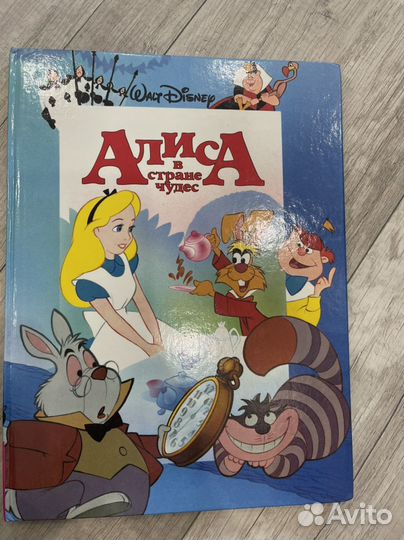 Walt Disney
Алиса
в
стране
чудес
Avito